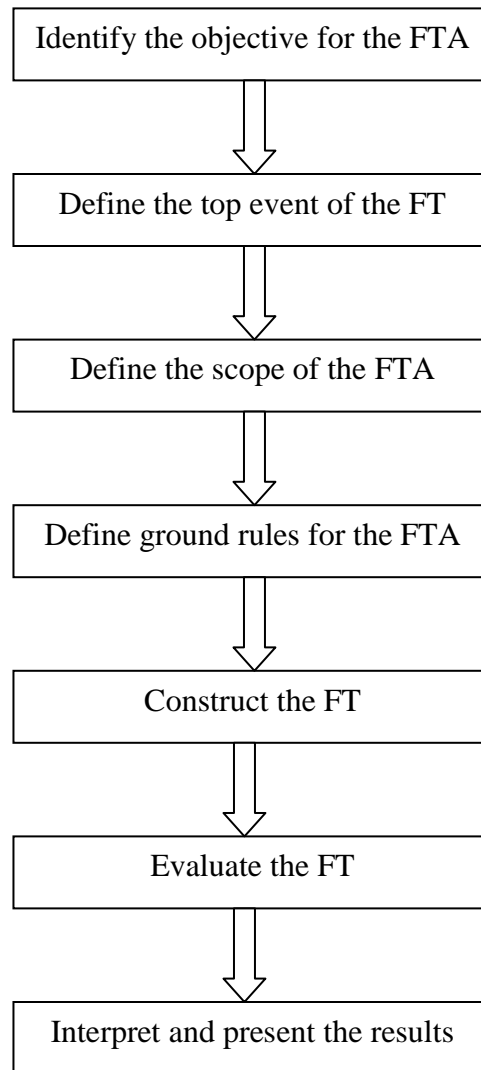 Identify the objective for the FTA
Define the top event of the FT
Define the scope of the FTA
Define ground rules for the FTA
Construct the FT
Evaluate the FT
Interpret and present the results